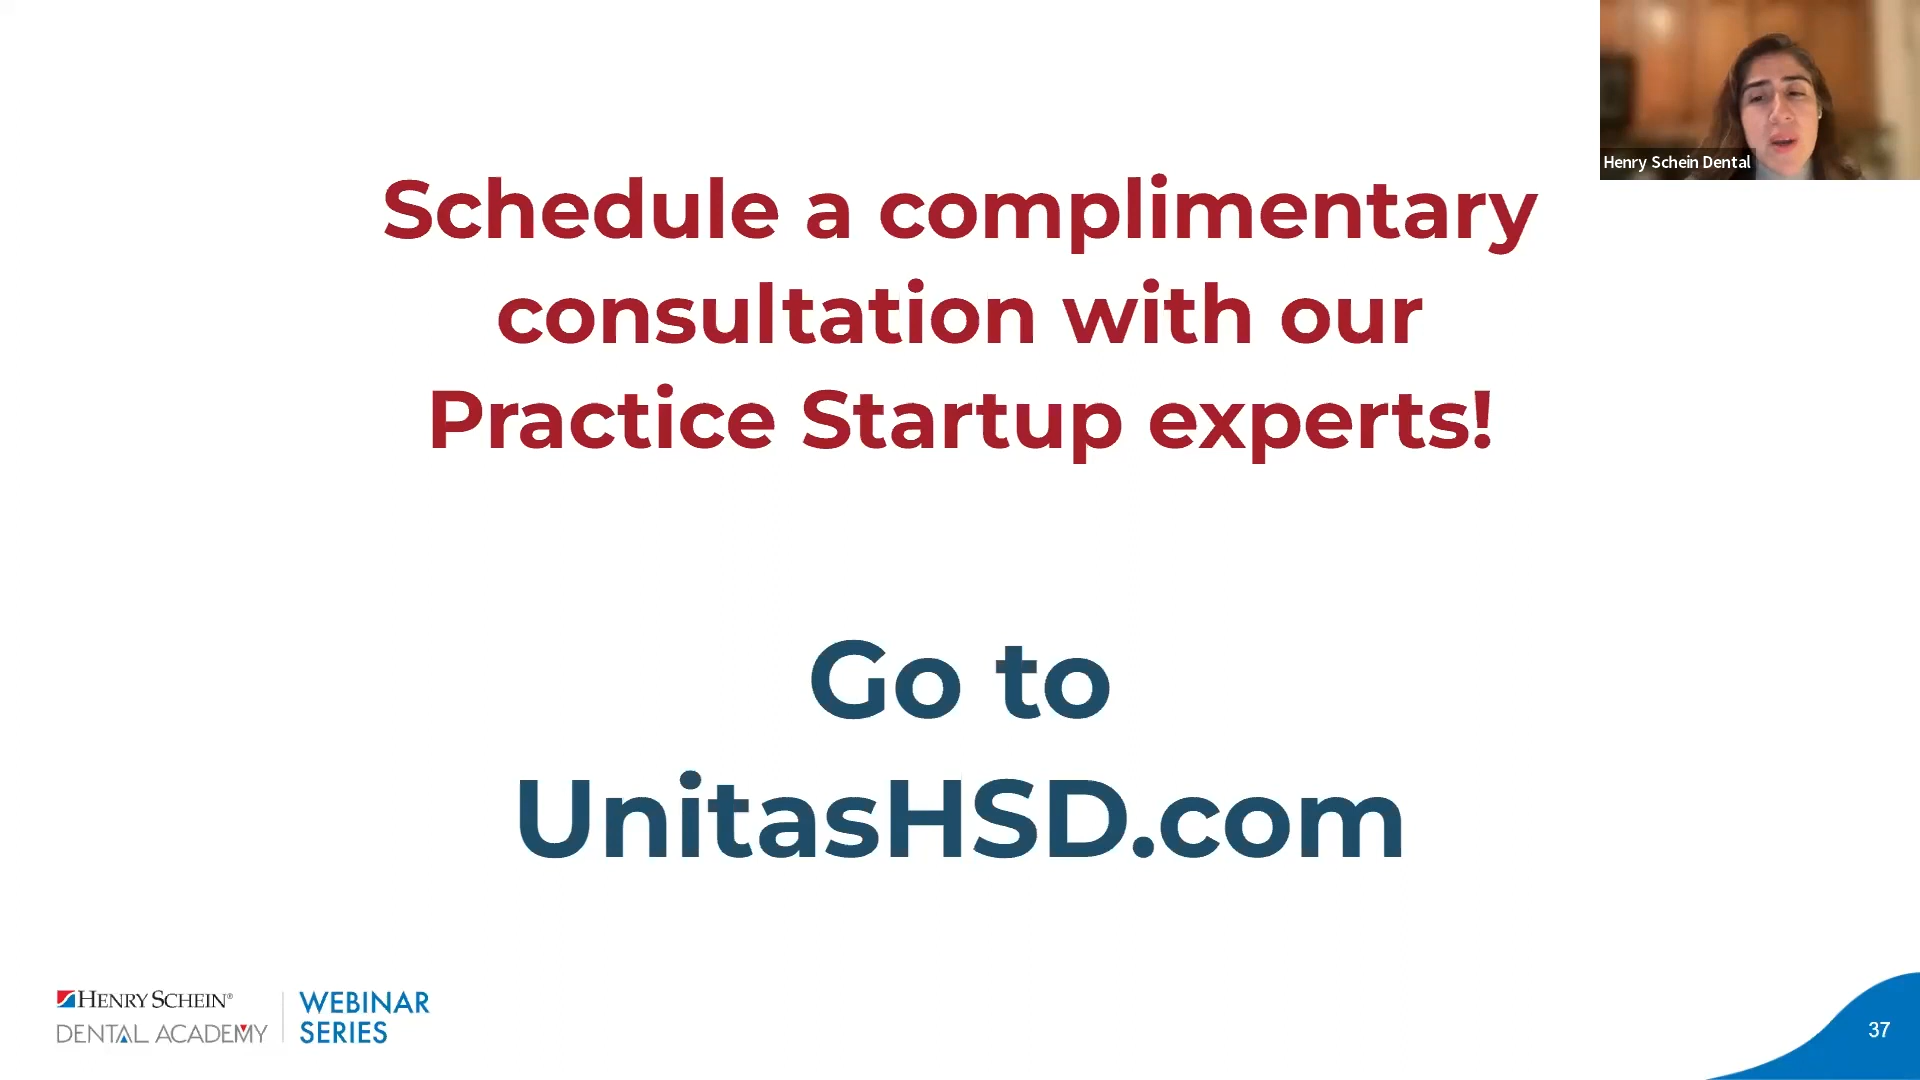 Henry Schein Dental
Schedule a complimentary
consultation with our
Practice Startup experts!
Go to
UnitasHSD.com
HENRY SCHEIN®
DENTAL ACADEMY
WEBINAR
SERIES
37